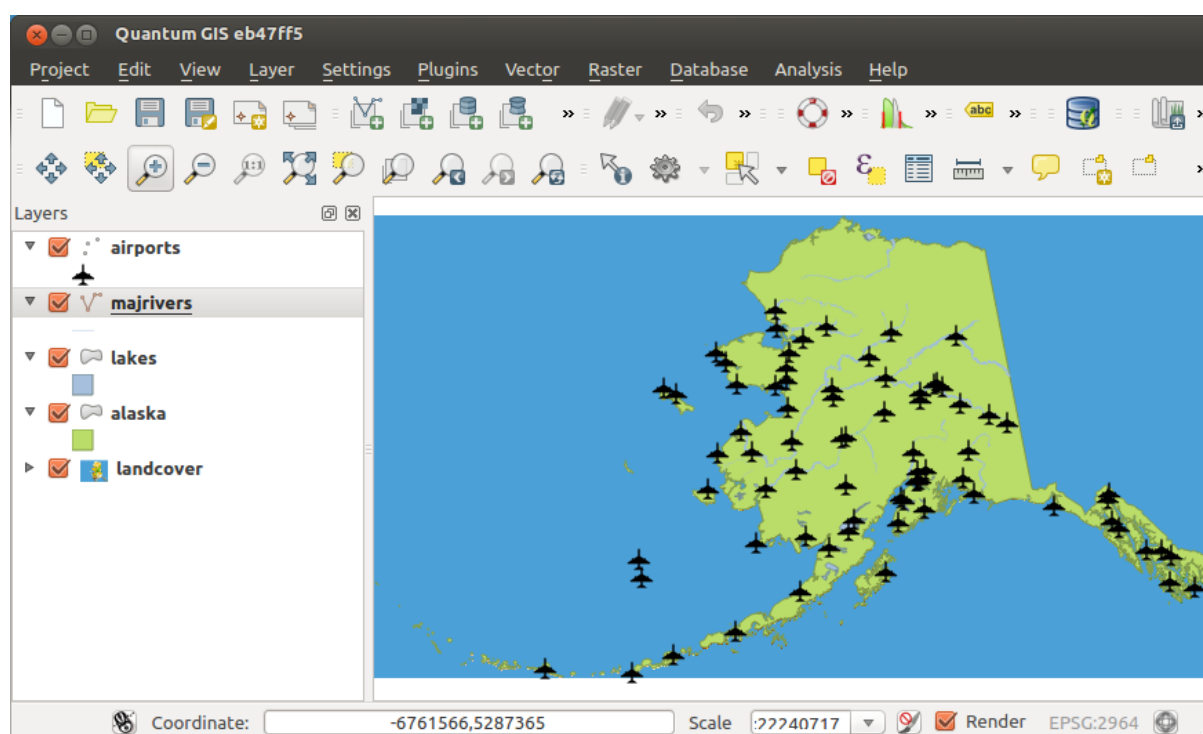 Quantum GIS eb47ff5
Project Edit View Layer Settings Plugins Vector Raster Database Analysis Help
abc
1:1
Layers
airports
majrivers
lakes
alaska
landcover
Coordinate: -6761566,5287365 Scale :22240717 Render EPSG:2964